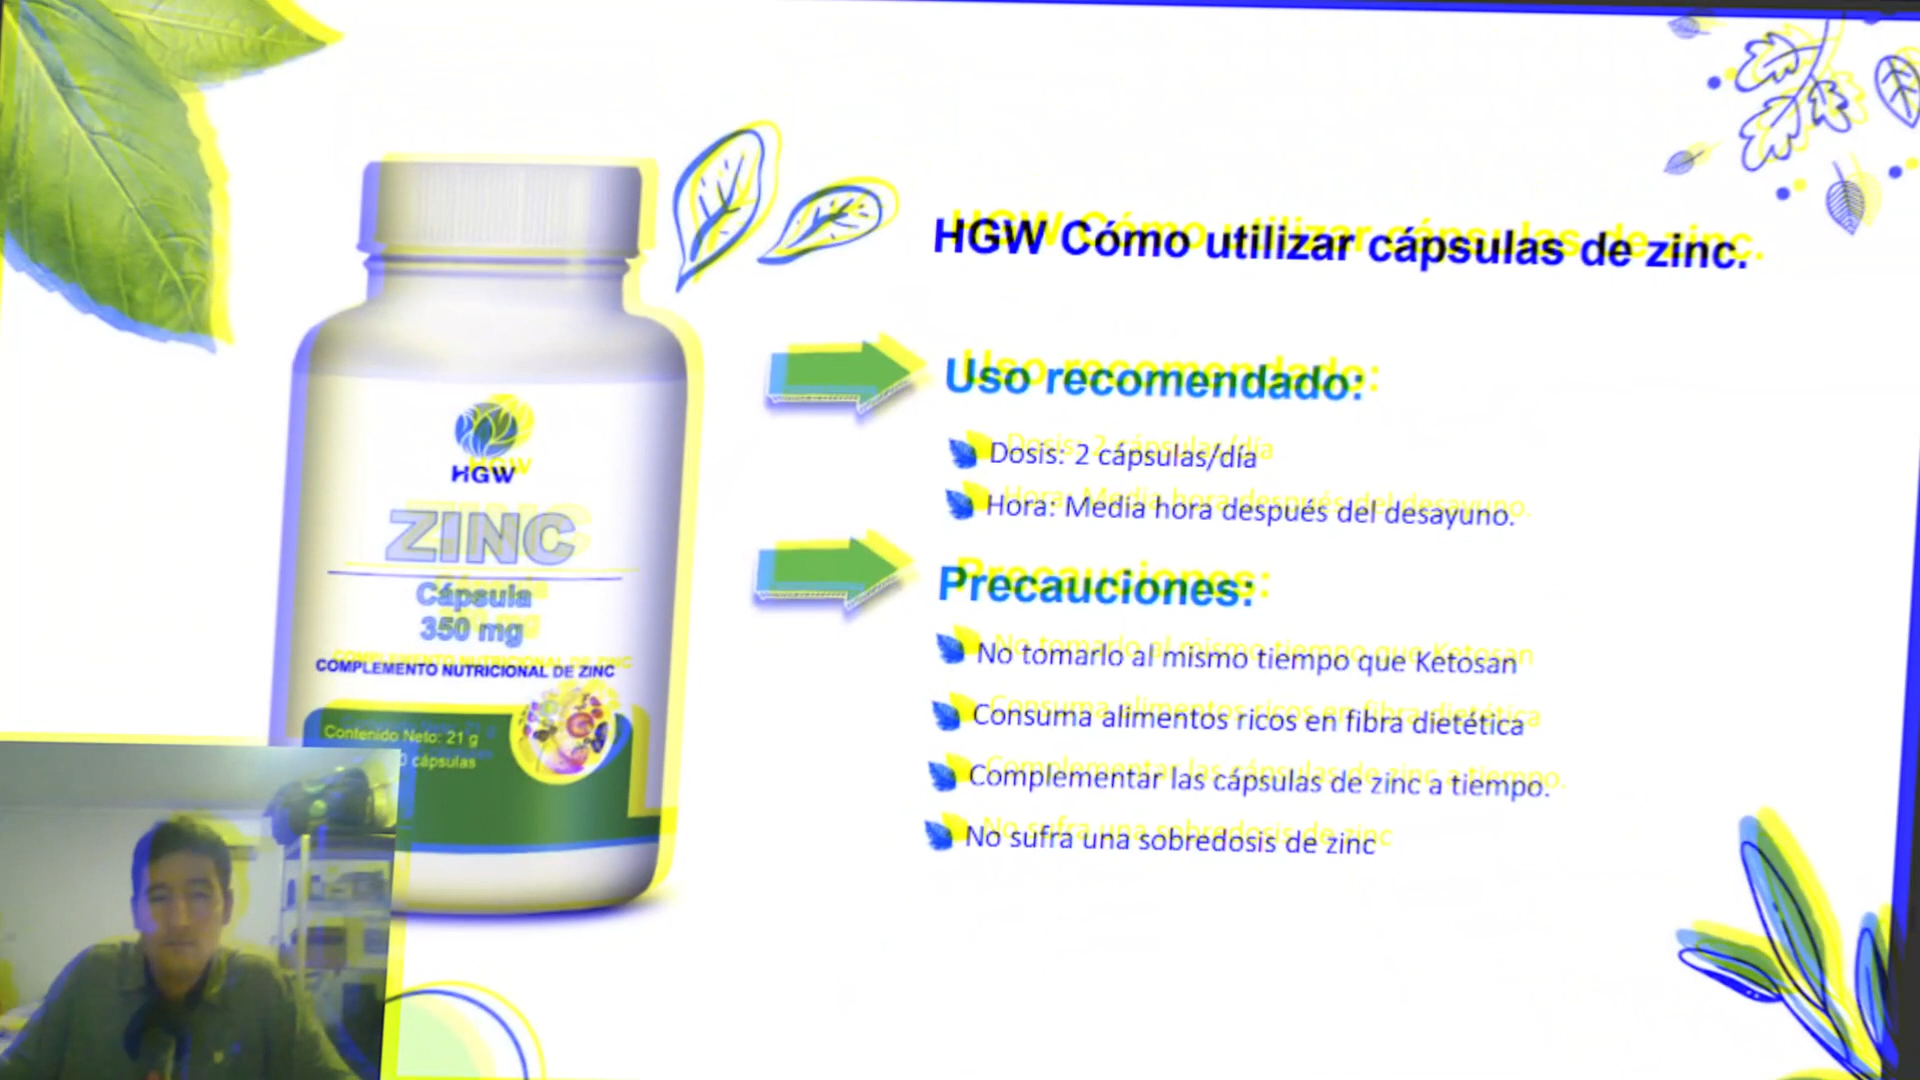 HGW Cómo utilizar cápsulas de zinc.
Uso recomendado:
Dosis: 2 cápsulas/día
Hora: Media hora después del desayuno.
Precauciones:
No tomarlo al mismo tiempo que Ketosan
Consuma alimentos ricos en fibra dietética
Complementar las cápsulas de zinc a tiempo.
No sufra una sobredosis de zinc
HGW
ZINC
Cápsula
350 mg
COMPLEMENTO NUTRICIONAL DE ZINC
Contenido Neto: 21 g
cápsulas